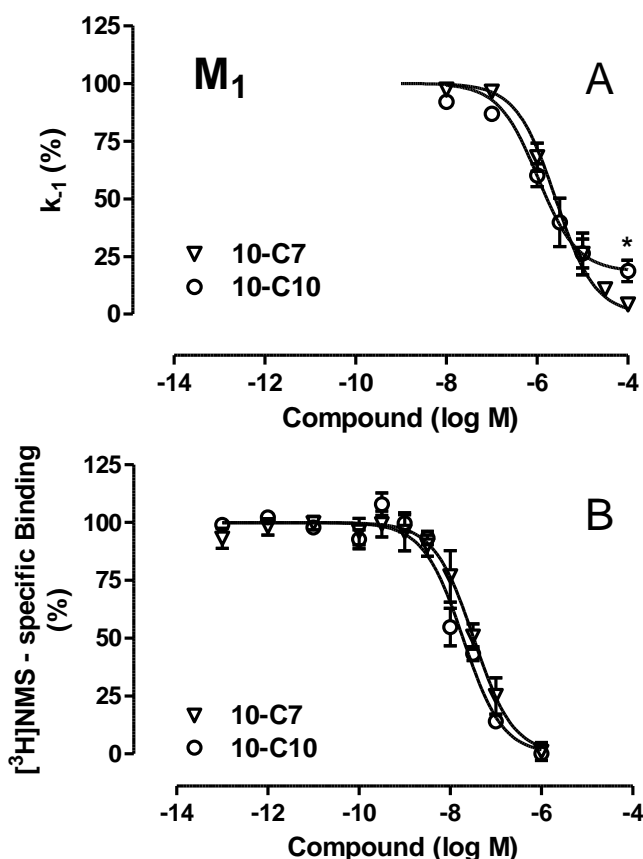 125
100
75
50
25
0
k-1 (%)
M1
A
10-C7
10-C10
*
-14 -12 -10 -8 -6 -4
Compound (log M)
125
100
75
50
25
0
[³H]NMS - specific Binding
(%)
B
10-C7
10-C10
-14 -12 -10 -8 -6 -4
Compound (log M)